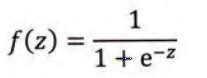 f(z) = 1 / (1 + e^{-z})